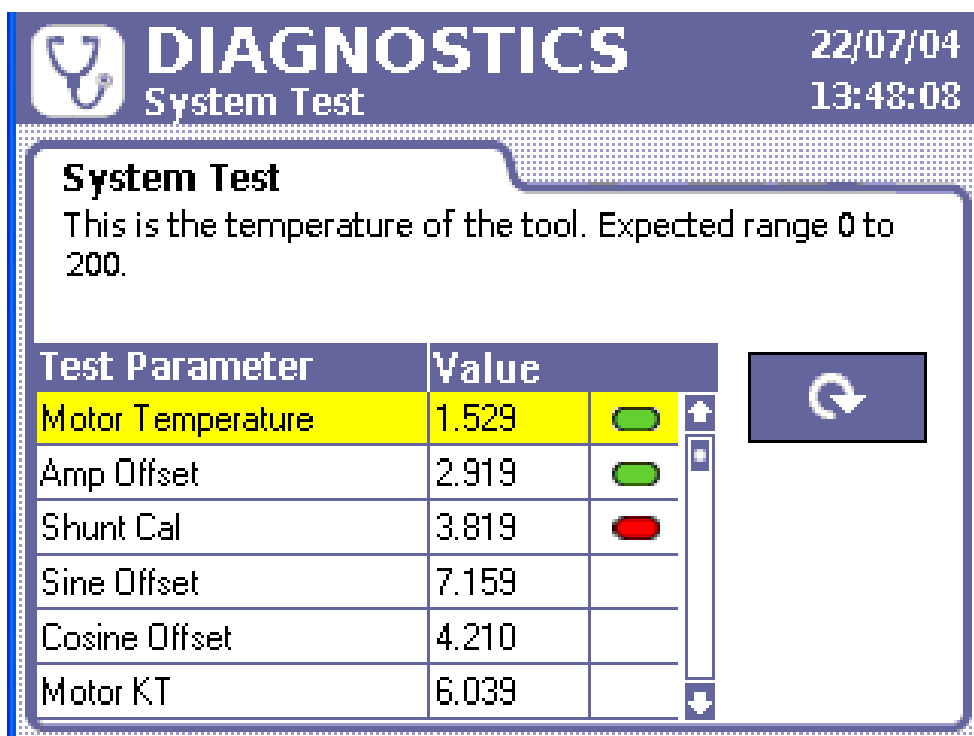 DIAGNOSTICS 22/07/04
System Test 13:48:08
System Test
This is the temperature of the tool. Expected range 0 to
200.
Test Parameter Value
Motor Temperature 1.529
Amp Offset 2.919
Shunt Cal 3.819
Sine Offset 7.159
Cosine Offset 4.210
Motor KT 6.039